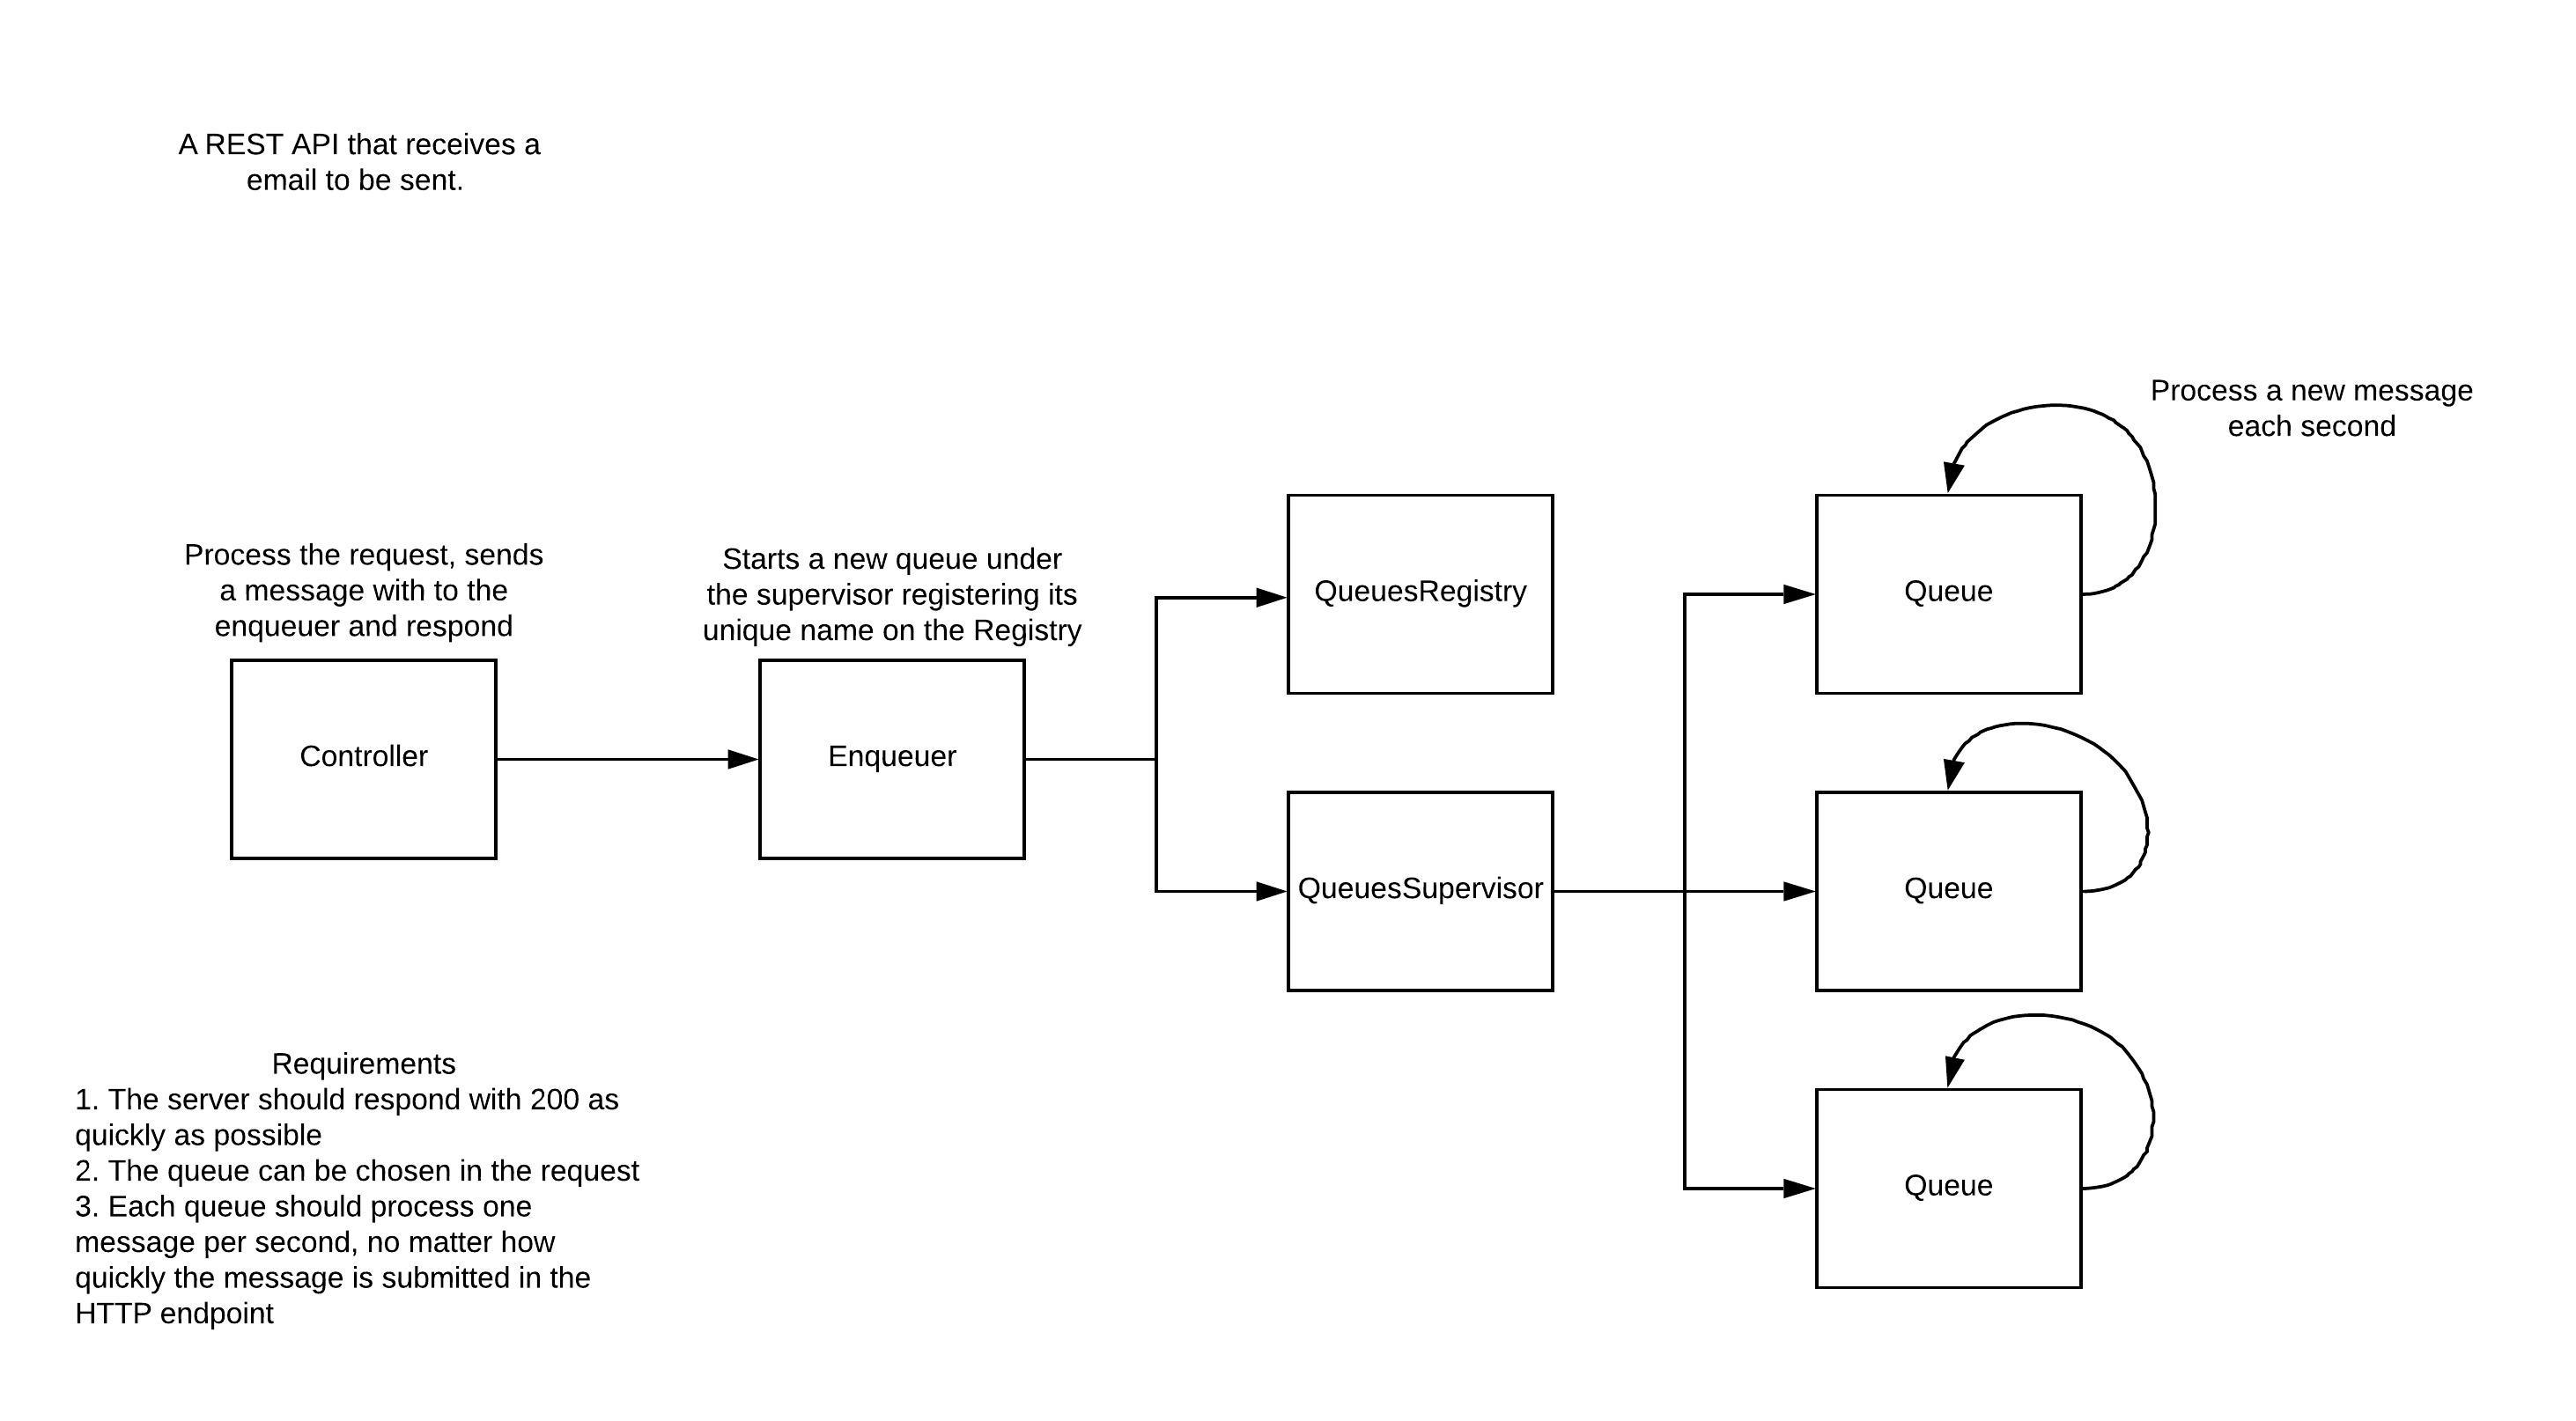 A REST API that receives a
email to be sent.
Process a new message
each second
Process the request, sends
a message with to the
enqueuer and respond
Starts a new queue under
the supervisor registering its
unique name on the Registry
QueuesRegistry
Queue
Controller
Enqueuer
QueuesSupervisor
Queue
Queue
Requirements
1. The server should respond with 200 as
quickly as possible
2. The queue can be chosen in the request
3. Each queue should process one
message per second, no matter how
quickly the message is submitted in the
HTTP endpoint